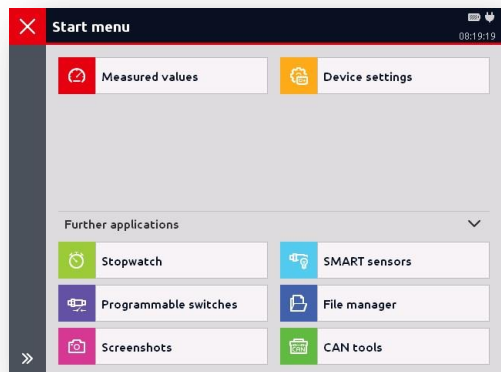 Start menu
08:19:19
Measured values
Device settings
Further applications
Stopwatch
SMART sensors
Programmable switches
File manager
Screenshots
CAN tools
CAN